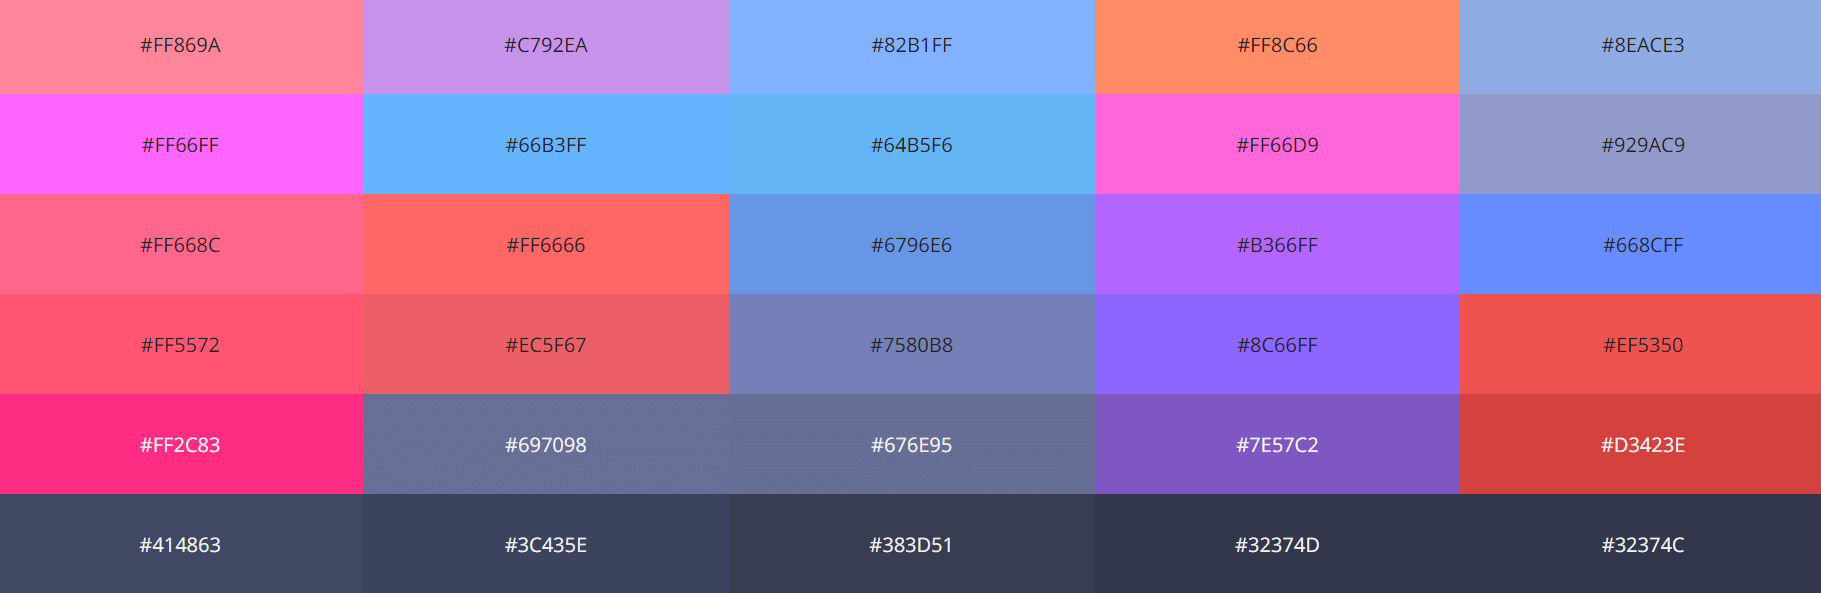 #FF869A #C792EA #82B1FF #FF8C66 #8EACE3
#FF66FF #66B3FF #64B5F6 #FF66D9 #929AC9
#FF668C #FF6666 #6796E6 #B366FF #668CFF
#FF5572 #EC5F67 #7580B8 #8C66FF #EF5350
#FF2C83 #697098 #676E95 #7E57C2 #D3423E
#414863 #3C435E #383D51 #32374D #32374C